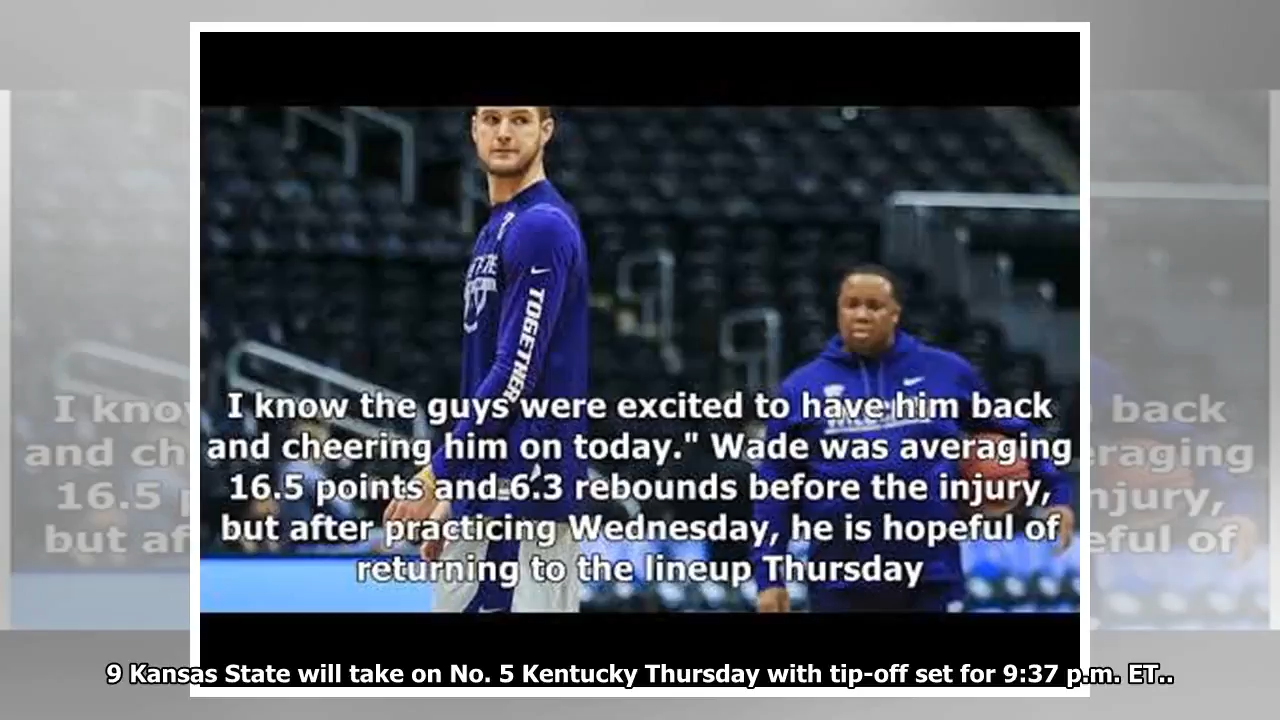 TOGETHER
I know the guys were excited to have him back
and cheering him on today." Wade was averaging
16.5 points and 6.3 rebounds before the injury,
but after practicing Wednesday, he is hopeful of
returning to the lineup Thursday
9 Kansas State will take on No. 5 Kentucky Thursday with tip-off set for 9:37 p.m. ET..